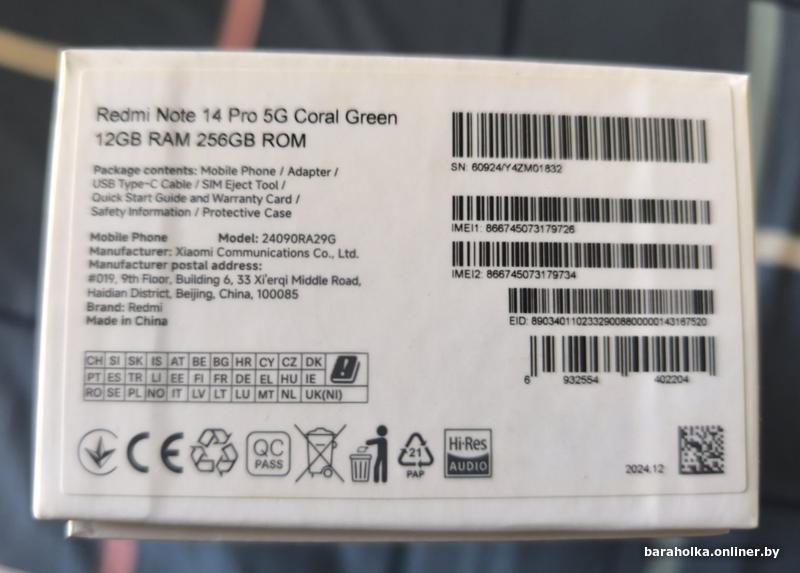 Redmi Note 14 Pro 5G Coral Green
12GB RAM 256GB ROM
Package contents: Mobile Phone / Adapter /
USB Type-C Cable / SIM Eject Tool /
Quick Start Guide and Warranty Card /
Safety Information / Protective Case
Mobile Phone Model: 24090RA29G
Manufacturer: Xiaomi Communications Co., Ltd.
Manufacturer postal address:
#019, 9th Floor, Building 6, 33 Xi'erqi Middle Road,
Haidian District, Beijing, China, 100085
Brand: Redmi
Made in China
CH SI SK IS AT BE BG HR CY CZ DK
PT ES TR LI EE FI FR DE EL HU IE
RO SE PL NO IT LV LT LU MT NL UK(NI)
CE
QC
PASS
21
PAP
Hi-Res
AUDIO
SN: 60924/Y4ZM01832
IMEI1: 866745073179726
IMEI2: 866745073179734
EID: 89034011023329008800000143167520
6 932554 402204
2024.12
baraholka.onliner.by